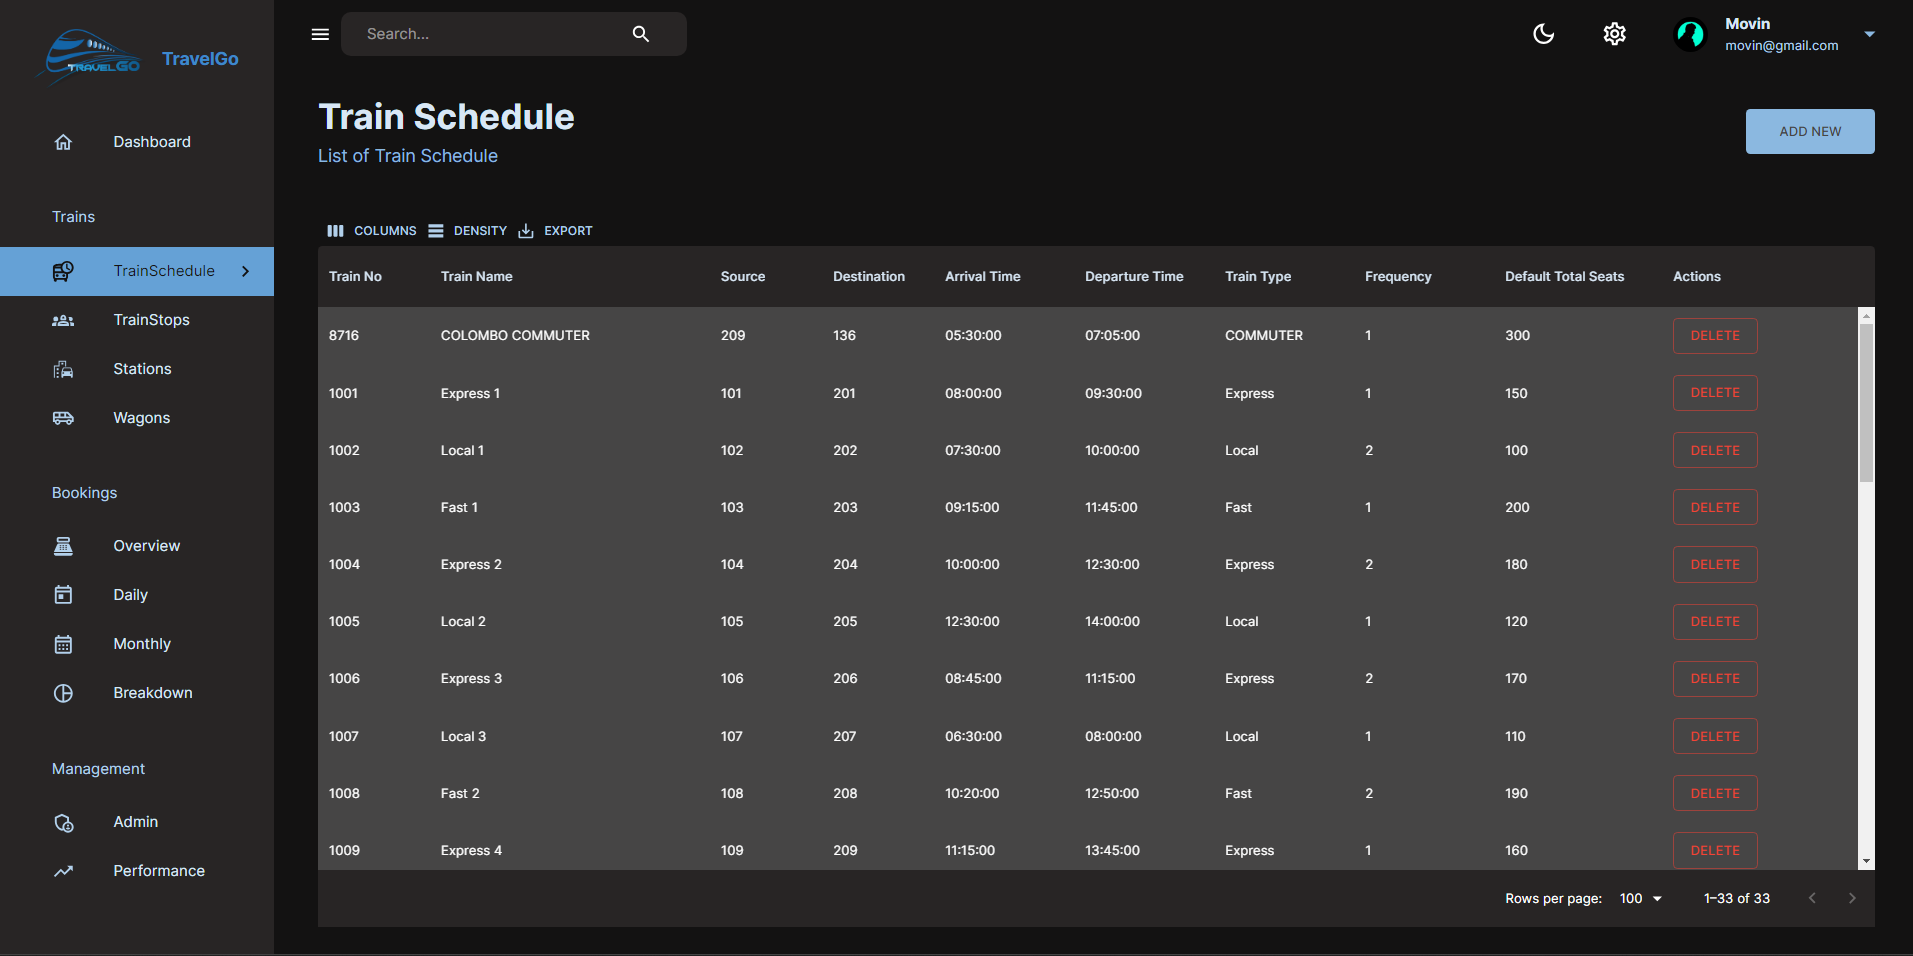 TRAVELGO
TravelGo
Dashboard
Trains
TrainSchedule
TrainStops
Stations
Wagons
Bookings
Overview
Daily
Monthly
Breakdown
Management
Admin
Performance
Search...
Movin
movin@gmail.com
Train Schedule
List of Train Schedule
ADD NEW
COLUMNS DENSITY EXPORT
Train No Train Name Source Destination Arrival Time Departure Time Train Type Frequency Default Total Seats Actions
8716 COLOMBO COMMUTER 209 136 05:30:00 07:05:00 COMMUTER 1 300 DELETE
1001 Express 1 101 201 08:00:00 09:30:00 Express 1 150 DELETE
1002 Local 1 102 202 07:30:00 10:00:00 Local 2 100 DELETE
1003 Fast 1 103 203 09:15:00 11:45:00 Fast 1 200 DELETE
1004 Express 2 104 204 10:00:00 12:30:00 Express 2 180 DELETE
1005 Local 2 105 205 12:30:00 14:00:00 Local 1 120 DELETE
1006 Express 3 106 206 08:45:00 11:15:00 Express 2 170 DELETE
1007 Local 3 107 207 06:30:00 08:00:00 Local 1 110 DELETE
1008 Fast 2 108 208 10:20:00 12:50:00 Fast 2 190 DELETE
1009 Express 4 109 209 11:15:00 13:45:00 Express 1 160 DELETE
Rows per page: 100 1–33 of 33